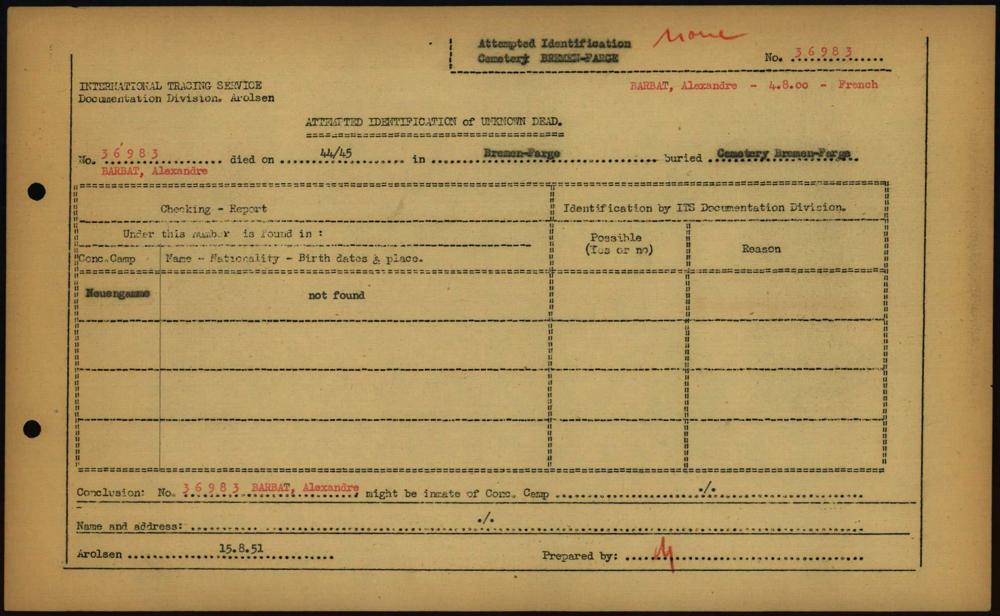 Attempted Identification
Cemetery BREMEN-FARGE
None
No. 36983
INTERNATIONAL TRACING SERVICE
Documentation Division. Arolsen
BARBAT, Alexandre - 4.8.00 - French
ATTEMPTED IDENTIFICATION of UNKNOWN DEAD.
No. 36983 died on 44/45 in Bremen-Farge buried Cemetery Bremen-Farge
BARBAT, Alexandre
Checking - Report
Identification by ITS Documentation Division.
Under this number is found in :
Possible
(Yes or no)
Reason
Conc.Camp
Name - Nationality - Birth dates & place.
Neuengamme
not found
Conclusion: No. 36983 BARBAT, Alexandre, might be inmate of Conc. Camp ./.
Name and address: ./.
Arolsen 15.8.51
Prepared by: